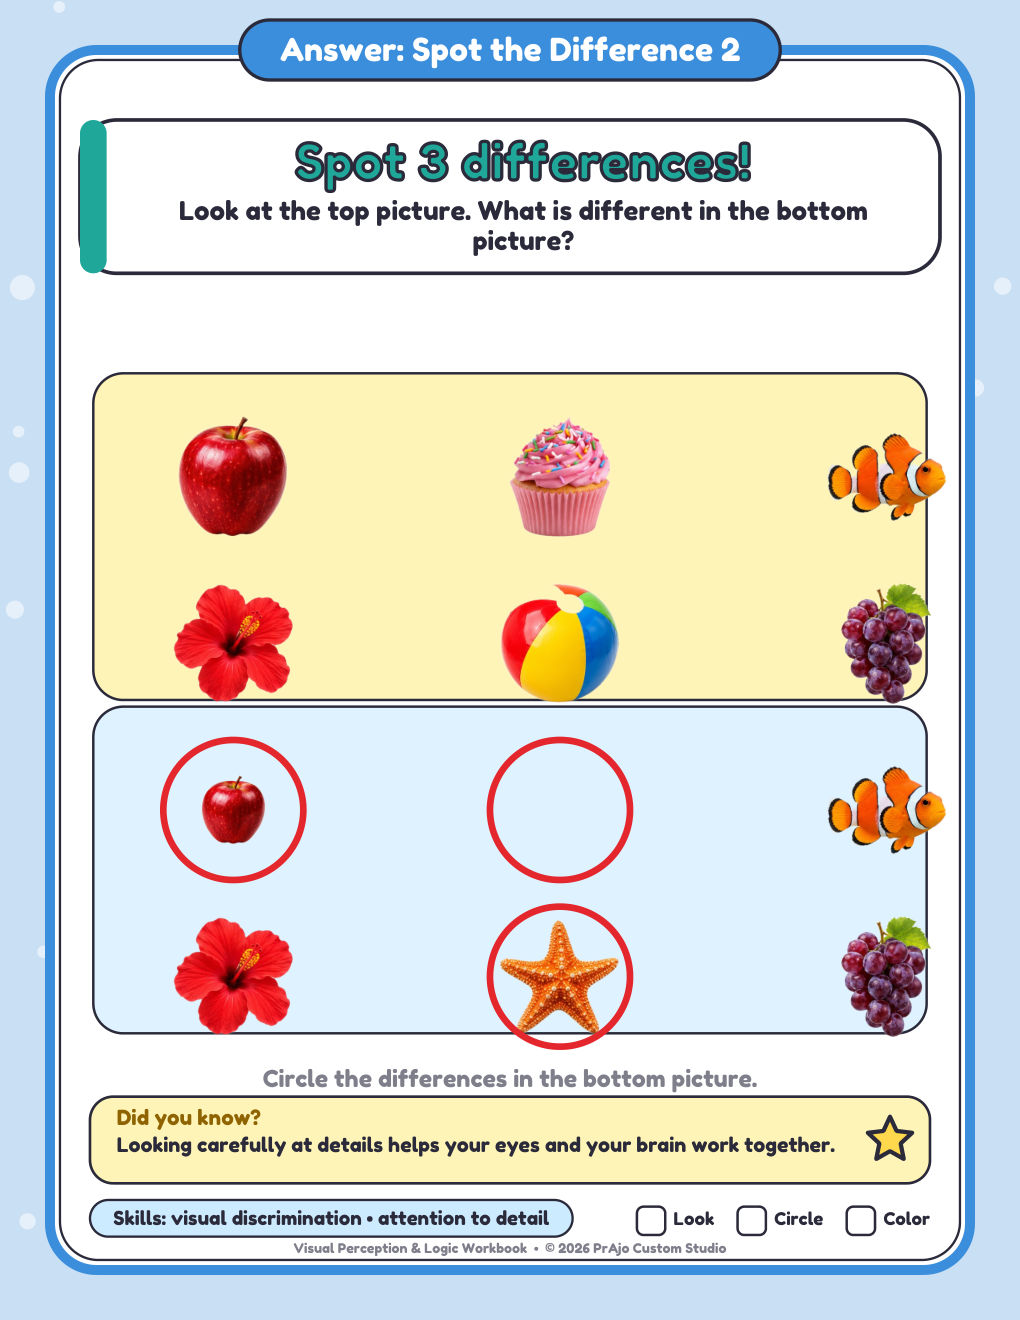 Answer: Spot the Difference 2
Spot 3 differences!
Look at the top picture. What is different in the bottom
picture?
Circle the differences in the bottom picture.
Did you know?
Looking carefully at details helps your eyes and your brain work together.
Skills: visual discrimination • attention to detail
Look
Circle
Color
Visual Perception & Logic Workbook • © 2026 PrAjo Custom Studio